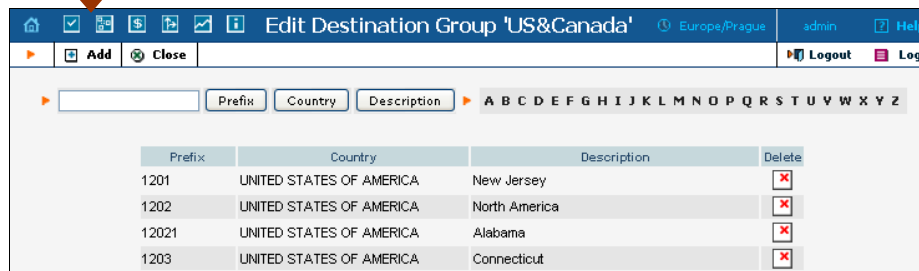 Edit Destination Group 'US&Canada' Europe/Prague admin ? Help
Add Close Logout Log
Prefix Country Description A B C D E F G H I J K L M N O P Q R S T U V W X Y Z
Prefix Country Description Delete
1201 UNITED STATES OF AMERICA New Jersey
1202 UNITED STATES OF AMERICA North America
12021 UNITED STATES OF AMERICA Alabama
1203 UNITED STATES OF AMERICA Connecticut